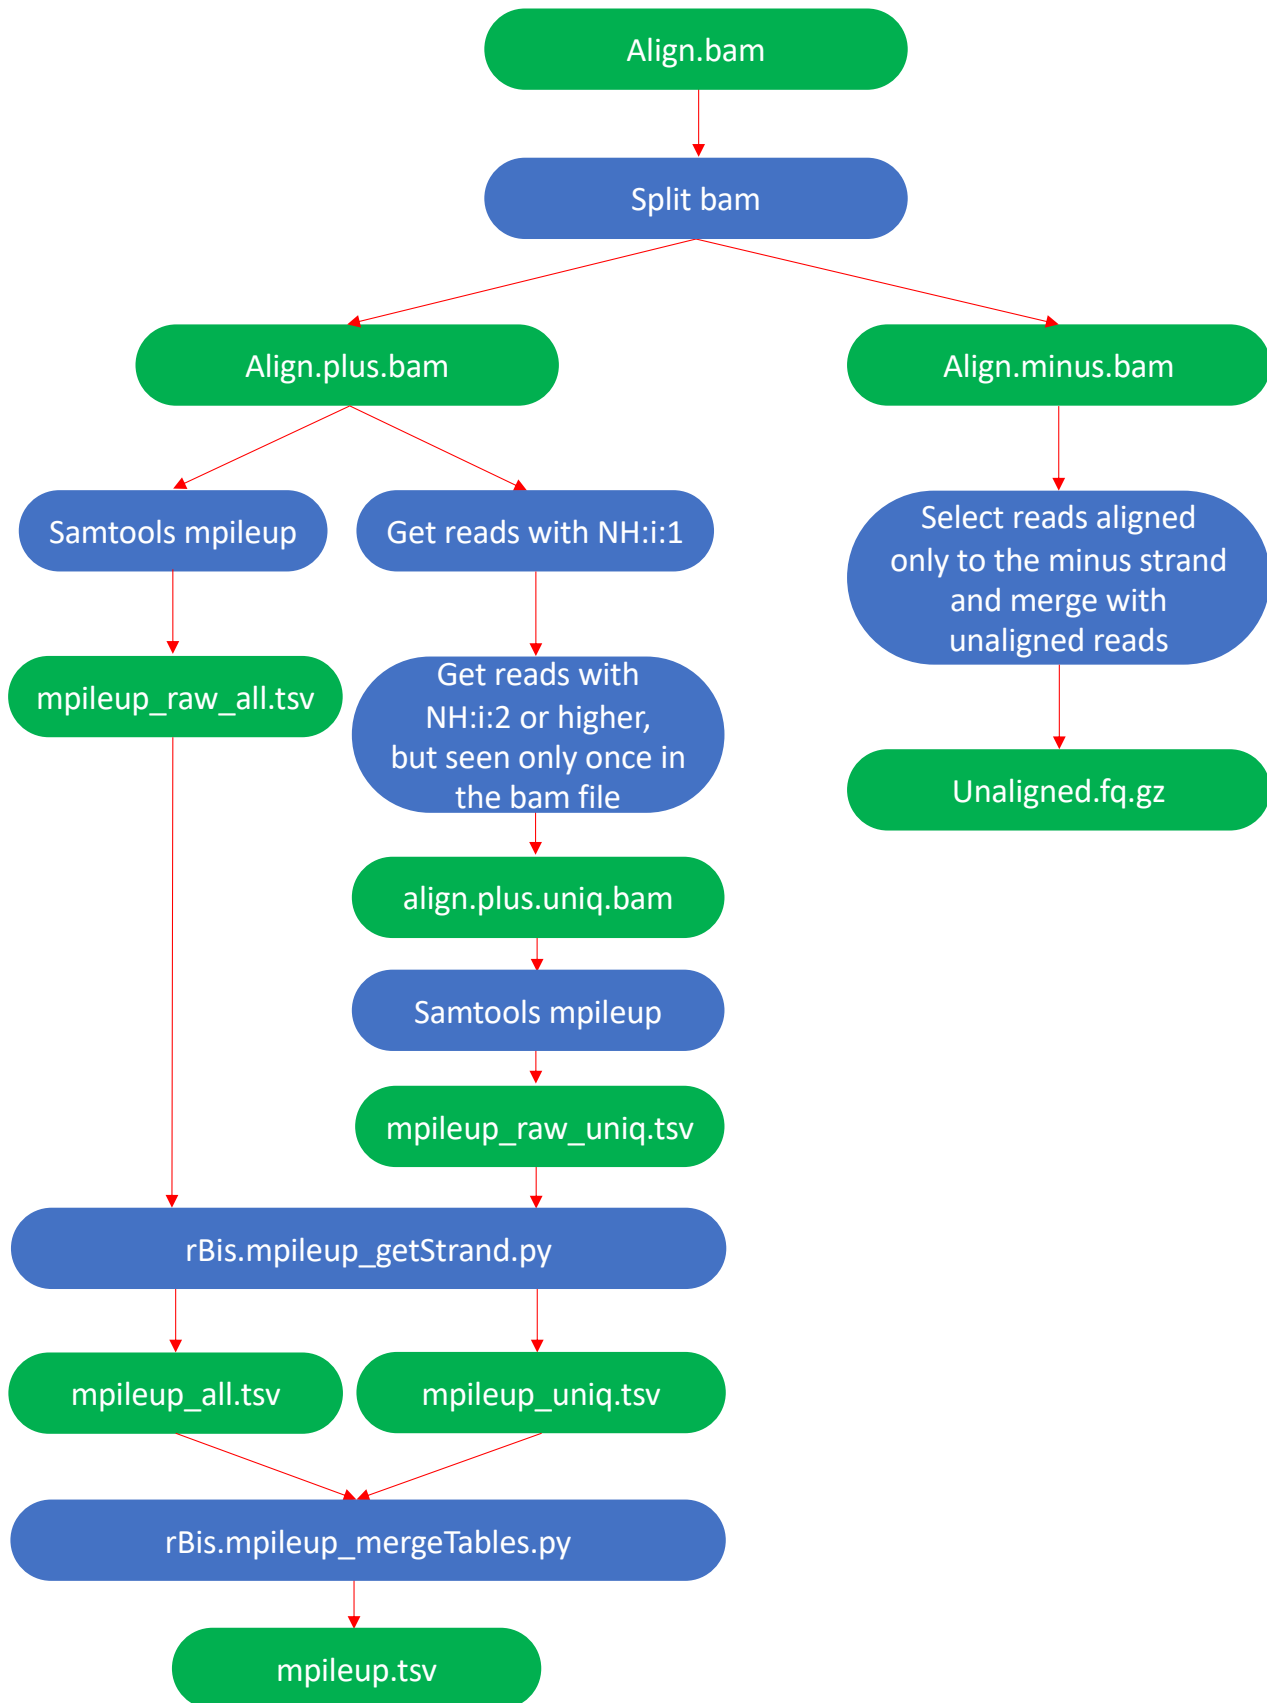 Align.bam
Split bam
Align.plus.bam
Align.minus.bam
Samtools mpileup
Get reads with NH:i:1
Select reads aligned
only to the minus strand
and merge with
unaligned reads
mpileup_raw_all.tsv
Get reads with
NH:i:2 or higher,
but seen only once in
the bam file
Unaligned.fq.gz
align.plus.uniq.bam
Samtools mpileup
mpileup_raw_uniq.tsv
rBis.mpileup_getStrand.py
mpileup_all.tsv
mpileup_uniq.tsv
rBis.mpileup_mergeTables.py
mpileup.tsv